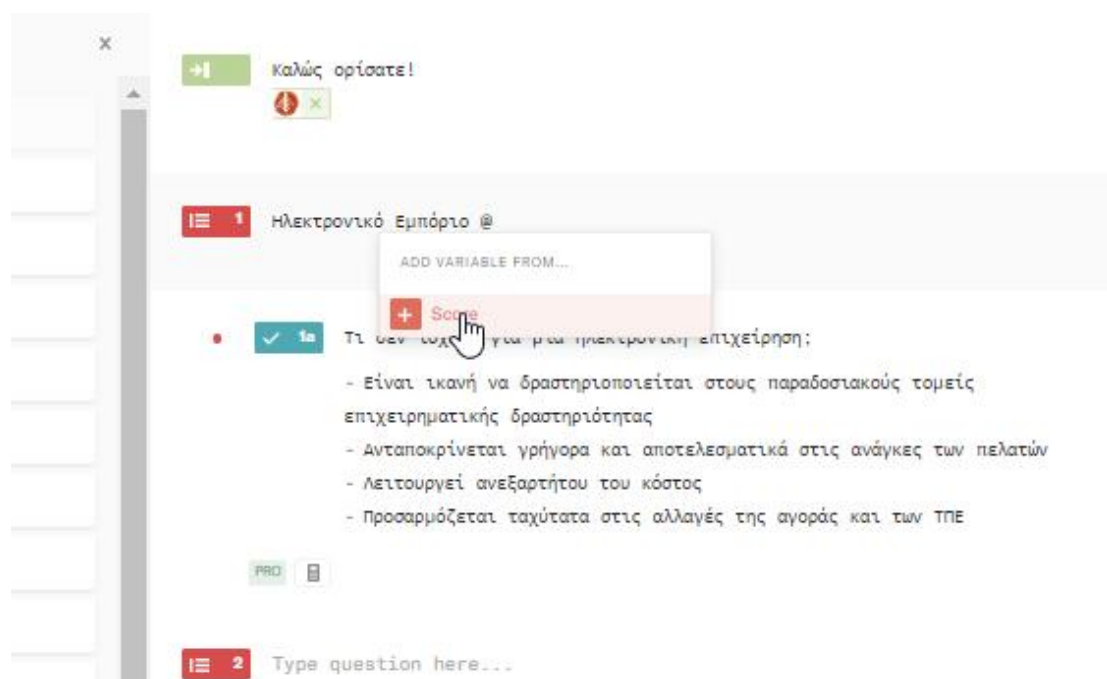 ×
Καλώς ορίσατε!
×
1 Ηλεκτρονικό Εμπόριο @
ADD VARIABLE FROM...
+ Score
1a Τι δεν για μια ηλεκτρονική επιχείρηση;
- Είναι ικανή να δραστηριοποιείται στους παραδοσιακούς τομείς
επιχειρηματικής δραστηριότητας
- Ανταποκρίνεται γρήγορα και αποτελεσματικά στις ανάγκες των πελατών
- Λειτουργεί ανεξαρτήτου του κόστος
- Προσαρμόζεται ταχύτατα στις αλλαγές της αγοράς και των ΤΠΕ
PRO
2 Type question here...